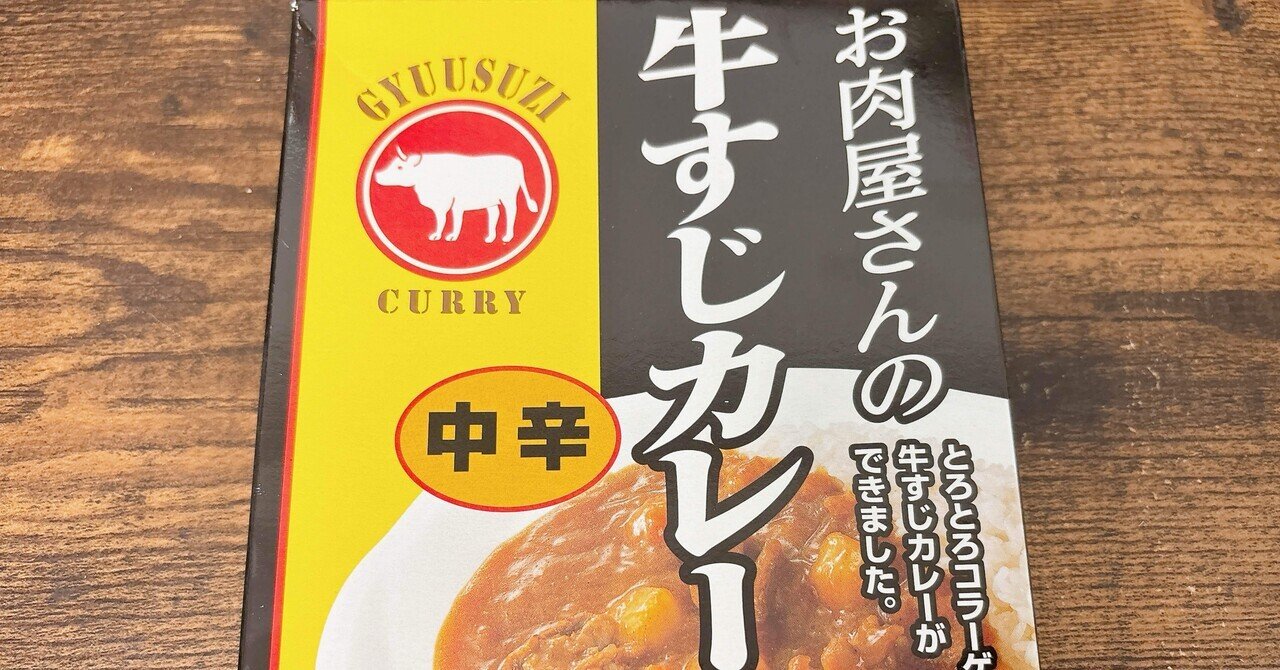 お肉屋さんの
牛すじカレー
GYUUSUZI
CURRY
中辛
とろとろコラーゲ
牛すじカレーが
できました。